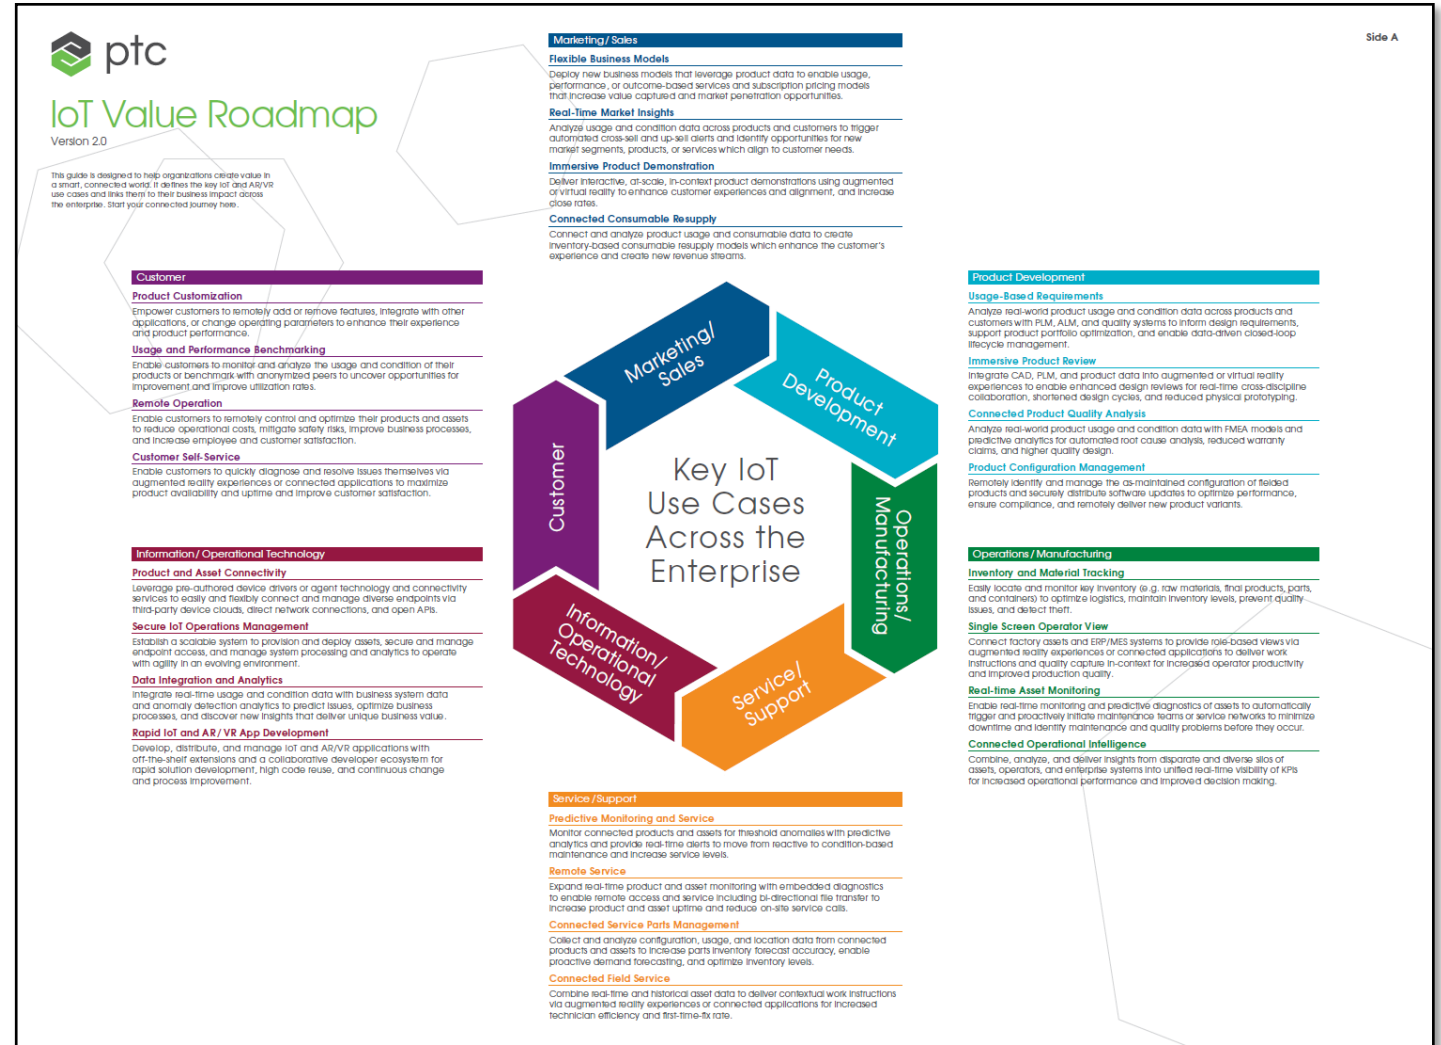 ptc
IoT Value Roadmap
Version 2.0
This guide is designed to help organizations create value in
a smart, connected world. It defines the key IoT and AR/VR
use cases and links them to their business impact across
the enterprise. Start your connected journey here.
Side A
Marketing/Sales
Flexible Business Models
Deploy new business models that leverage product data to enable usage,
performance, or outcome-based services and subscription pricing models
that increase value captured and market penetration opportunities.
Real-Time Market Insights
Analyze usage and condition data across products and customers to trigger
automated cross-sell and up-sell alerts and identify opportunities for new
market segments, products, or services which align to customer needs.
Immersive Product Demonstration
Deliver interactive, at-scale, in-context product demonstrations using augmented
or virtual reality to enhance customer experiences and alignment, and increase
close rates.
Connected Consumable Resupply
Connect and analyze product usage and consumable data to create
inventory-based consumable resupply models which enhance the customer's
experience and create new revenue streams.
Customer
Product Customization
Empower customers to remotely add or remove features, integrate with other
applications, or change operating parameters to enhance their experience
and product performance.
Usage and Performance Benchmarking
Enable customers to monitor and analyze the usage and condition of their
products or benchmark with anonymized peers to uncover opportunities for
improvement and improve utilization rates.
Remote Operation
Enable customers to remotely control and optimize their products and assets
to reduce operational costs, mitigate safety risks, improve business processes,
and increase employee and customer satisfaction.
Customer Self-Service
Enable customers to quickly diagnose and resolve issues themselves via
augmented reality experiences or connected applications to maximize
product availability and uptime and improve customer satisfaction.
Information/Operational Technology
Product and Asset Connectivity
Leverage pre-authored device drivers or agent technology and connectivity
services to easily and flexibly connect and manage diverse endpoints via
third-party device clouds, direct network connections, and open APIs.
Secure IoT Operations Management
Establish a scalable system to provision and deploy assets, secure and manage
endpoint access, and manage system processing and analytics to operate
with agility in an evolving environment.
Data Integration and Analytics
Integrate real-time usage and condition data with business system data
and anomaly detection analytics to predict issues, optimize business
processes, and discover new insights that deliver unique business value.
Rapid IoT and AR/ VR App Development
Develop, distribute, and manage IoT and AR/VR applications with
off-the-shelf extensions and a collaborative developer ecosystem for
rapid solution development, high code reuse, and continuous change
and process improvement.
Marketing/
Sales
Product
Development
Customer
Key IoT
Use Cases
Across the
Enterprise
Operations/
Manufacturing
Information/
Operational
Technology
Service/
Support
Product Development
Usage-Based Requirements
Analyze real-world product usage and condition data across products and
customers with PLM, ALM, and quality systems to inform design requirements,
support product portfolio optimization, and enable data-driven closed-loop
lifecycle management.
Immersive Product Review
Integrate CAD, PLM, and product data into augmented or virtual reality
experiences to enable enhanced design reviews for real-time cross-discipline
collaboration, shortened design cycles, and reduced physical prototyping.
Connected Product Quality Analysis
Analyze real-world product usage and condition data with FMEA models and
predictive analytics for automated root cause analysis, reduced warranty
claims, and higher quality design.
Product Configuration Management
Remotely identify and manage the as-maintained configuration of fielded
products and securely distribute software updates to optimize performance,
ensure compliance, and remotely deliver new product variants.
Operations/Manufacturing
Inventory and Material Tracking
Easily locate and monitor key inventory (e.g. raw materials, final products, parts,
and containers) to optimize logistics, maintain inventory levels, prevent quality
issues, and detect theft.
Single Screen Operator View
Connect factory assets and ERP/MES systems to provide role-based views via
augmented reality experiences or connected applications to deliver work
instructions and quality capture in-context for increased operator productivity
and improved production quality.
Real-time Asset Monitoring
Enable real-time monitoring and predictive diagnostics of assets to automatically
trigger and proactively initiate maintenance teams or service networks to minimize
downtime and identify maintenance and quality problems before they occur.
Connected Operational Intelligence
Combine, analyze, and deliver insights from disparate and diverse silos of
assets, operators, and enterprise systems into unified real-time visibility of KPIs
for increased operational performance and improved decision making.
Service/Support
Predictive Monitoring and Service
Monitor connected products and assets for threshold anomalies with predictive
analytics and provide real-time alerts to move from reactive to condition-based
maintenance and increase service levels.
Remote Service
Expand real-time product and asset monitoring with embedded diagnostics
to enable remote access and service including bi-directional file transfer to
increase product and asset uptime and reduce on-site service calls.
Connected Service Parts Management
Collect and analyze configuration, usage, and location data from connected
products and assets to increase parts inventory forecast accuracy, enable
proactive demand forecasting, and optimize inventory levels.
Connected Field Service
Combine real-time and historical asset data to deliver contextual work instructions
via augmented reality experiences or connected applications for increased
technician efficiency and first-time-fix rate.